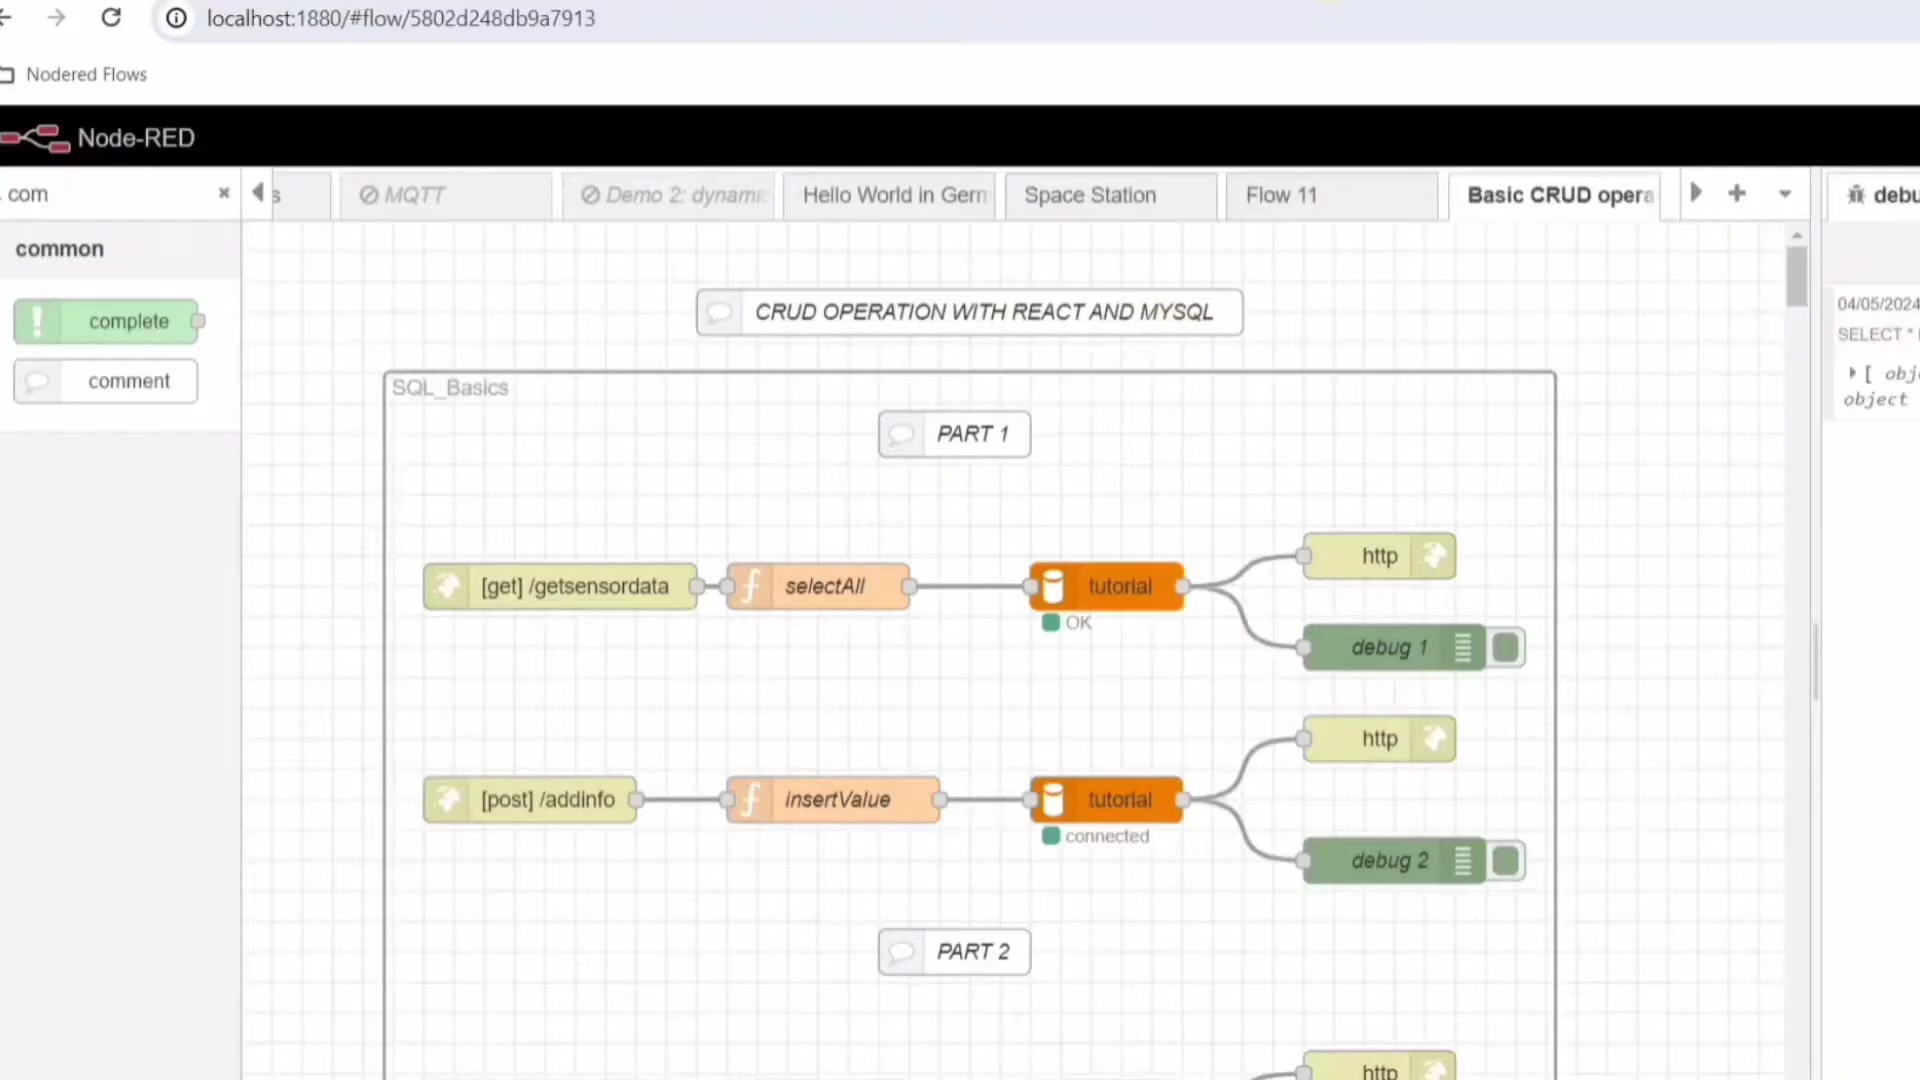 localhost:1880/#flow/5802d248db9a7913
Nodered Flows
Node-RED
com
s
MQTT
Demo 2: dynami
Hello World in Germ
Space Station
Flow 11
Basic CRUD opera
debu
common
complete
comment
CRUD OPERATION WITH REACT AND MYSQL
SQL_Basics
PART 1
[get] /getsensordata
selectAll
tutorial
OK
http
debug 1
[post] /addinfo
insertValue
tutorial
connected
http
debug 2
PART 2
http
04/05/2024
SELECT *
[ obj
object